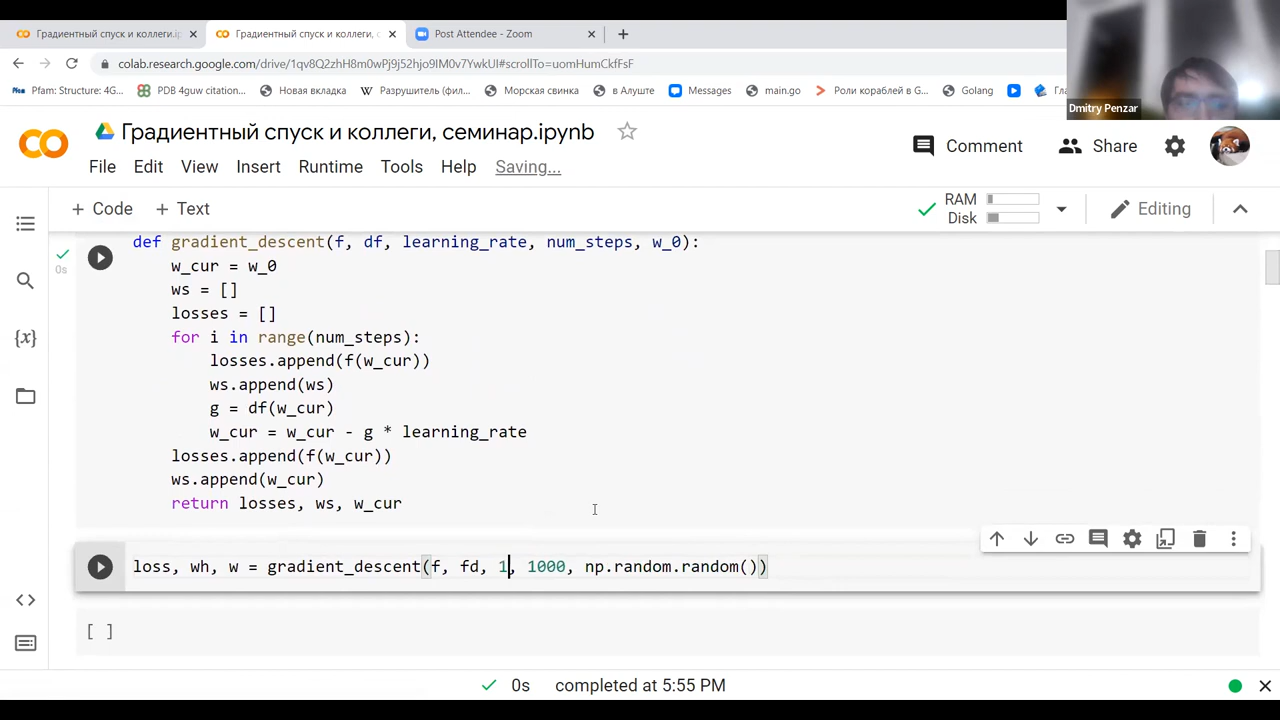 Градиентный спуск и коллеги.i
Градиентный спуск и коллеги, с
Post Attendee - Zoom
colab.research.google.com/drive/1qv8Q2zhH8m0wPj9j52hjo9IM0v7YwkUl#scrollTo=uomHumCkfFsF
Pfam: Structure: 4G...
PDB 4guw citation...
Новая вкладка
Разрушитель (фил...
Морская свинка
в Алуште
Messages
main.go
Роли кораблей в G...
Golang
Dmitry Penzar
Градиентный спуск и коллеги, семинар.ipynb
Comment
Share
File Edit View Insert Runtime Tools Help Saving...
+ Code + Text
RAM
Disk
Editing
0s
def gradient_descent(f, df, learning_rate, num_steps, w_0):
w_cur = w_0
ws = []
losses = []
for i in range(num_steps):
losses.append(f(w_cur))
ws.append(ws)
g = df(w_cur)
w_cur = w_cur - g * learning_rate
losses.append(f(w_cur))
ws.append(w_cur)
return losses, ws, w_cur
loss, wh, w = gradient_descent(f, fd, 1, 1000, np.random.random())
[ ]
0s completed at 5:55 PM